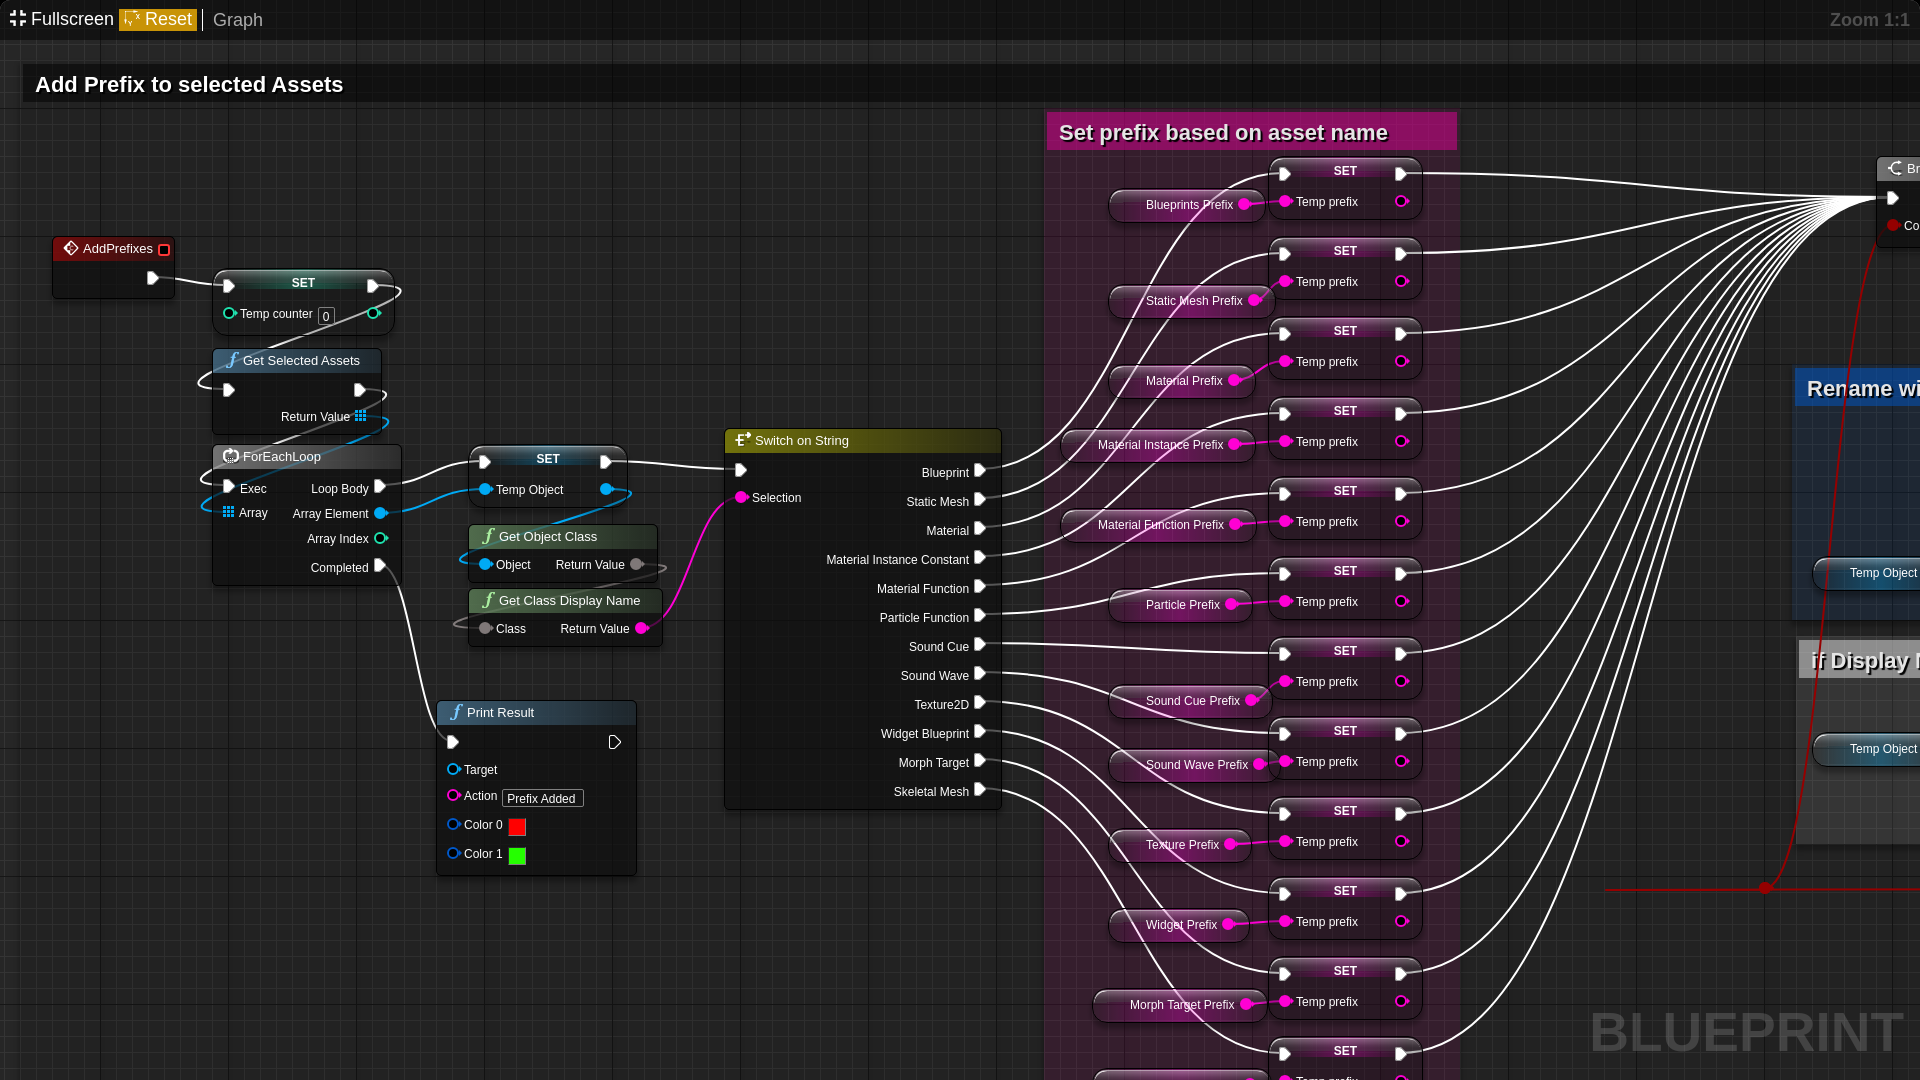 Fullscreen Reset Graph Zoom 1:1
Add Prefix to selected Assets
AddPrefixes
SET
Temp counter 0
Get Selected Assets
Return Value
ForEachLoop
Exec Loop Body
Array Array Element
Array Index
Completed
SET
Temp Object
Get Object Class
Object Return Value
Get Class Display Name
Class Return Value
Print Result
Target
Action Prefix Added
Color 0
Color 1
Switch on String
Selection
Blueprint
Static Mesh
Material
Material Instance Constant
Material Function
Particle Function
Sound Cue
Sound Wave
Texture2D
Widget Blueprint
Morph Target
Skeletal Mesh
Set prefix based on asset name
SET
Blueprints Prefix Temp prefix
SET
Static Mesh Prefix Temp prefix
SET
Material Prefix Temp prefix
SET
Material Instance Prefix Temp prefix
SET
Material Function Prefix Temp prefix
SET
Particle Prefix Temp prefix
SET
Sound Cue Prefix Temp prefix
SET
Sound Wave Prefix Temp prefix
SET
Texture Prefix Temp prefix
SET
Widget Prefix Temp prefix
SET
Morph Target Prefix Temp prefix
SET
Temp prefix
Br
Co
Rename wi
Temp Object
if Display
Temp Object
BLUEPRINT